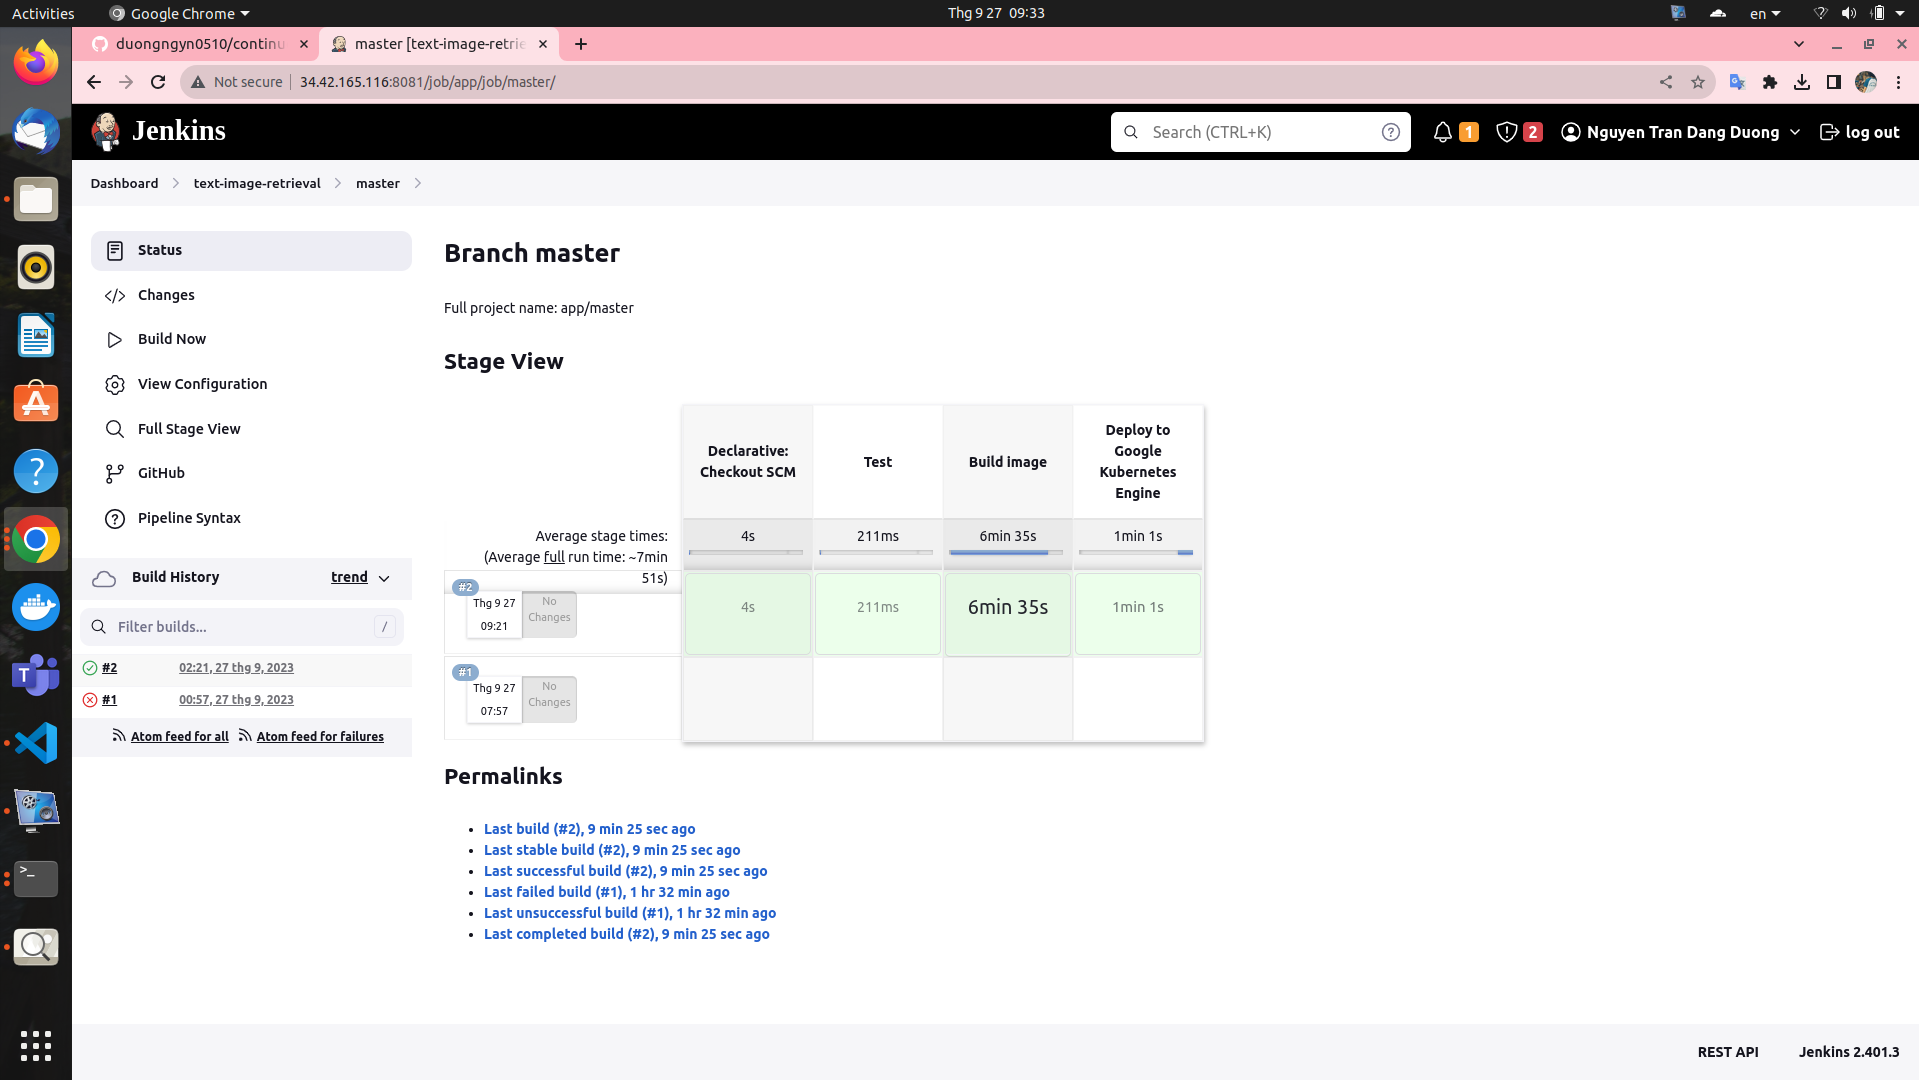 Activities
Google Chrome
Thg 9 27 09:33
en
duongngyn0510/continu
master [text-image-retrie
Not secure
34.42.165.116:8081/job/app/job/master/
Jenkins
Search (CTRL+K)
?
1
2
Nguyen Tran Dang Duong
log out
Dashboard
text-image-retrieval
master
Status
Changes
Build Now
View Configuration
Full Stage View
GitHub
Pipeline Syntax
Build History
trend
Filter builds...
/
#2
02:21, 27 thg 9, 2023
#1
00:57, 27 thg 9, 2023
Atom feed for all
Atom feed for failures
Branch master
Full project name: app/master
Stage View
Declarative:
Checkout SCM
Test
Build image
Deploy to
Google
Kubernetes
Engine
Average stage times:
(Average full run time: ~7min
51s)
4s
211ms
6min 35s
1min 1s
#2
Thg 9 27
09:21
No
Changes
4s
211ms
6min 35s
1min 1s
#1
Thg 9 27
07:57
No
Changes
Permalinks
Last build (#2), 9 min 25 sec ago
Last stable build (#2), 9 min 25 sec ago
Last successful build (#2), 9 min 25 sec ago
Last failed build (#1), 1 hr 32 min ago
Last unsuccessful build (#1), 1 hr 32 min ago
Last completed build (#2), 9 min 25 sec ago
REST API
Jenkins 2.401.3